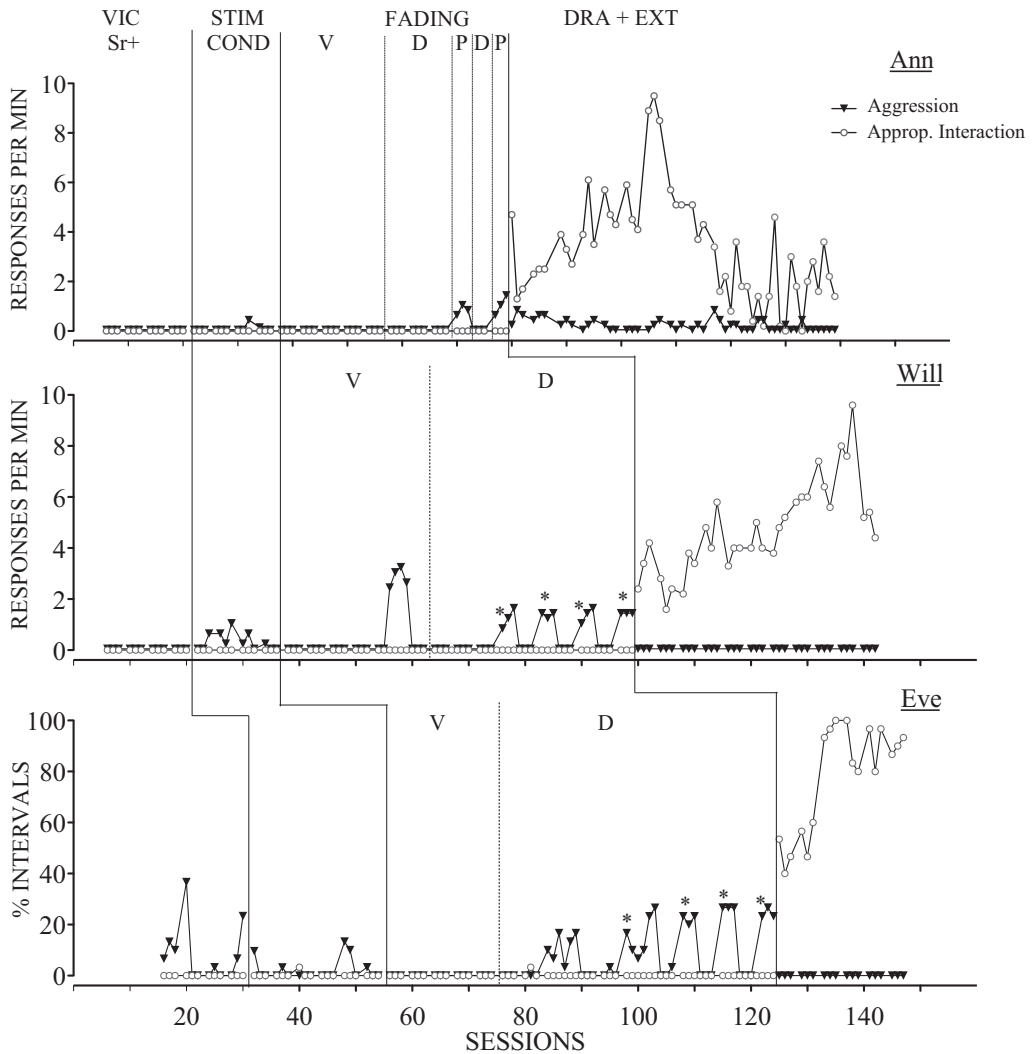 VIC STIM FADING DRA + EXT
Sr+ COND V D P D P
Ann
Aggression
Approp. Interaction
RESPONSES PER MIN
10
8
6
4
2
0
V D
Will
RESPONSES PER MIN
10
8
6
4
2
0
* * * *
V D
Eve
% INTERVALS
100
80
60
40
20
0
* * * *
20 40 60 80 100 120 140
SESSIONS